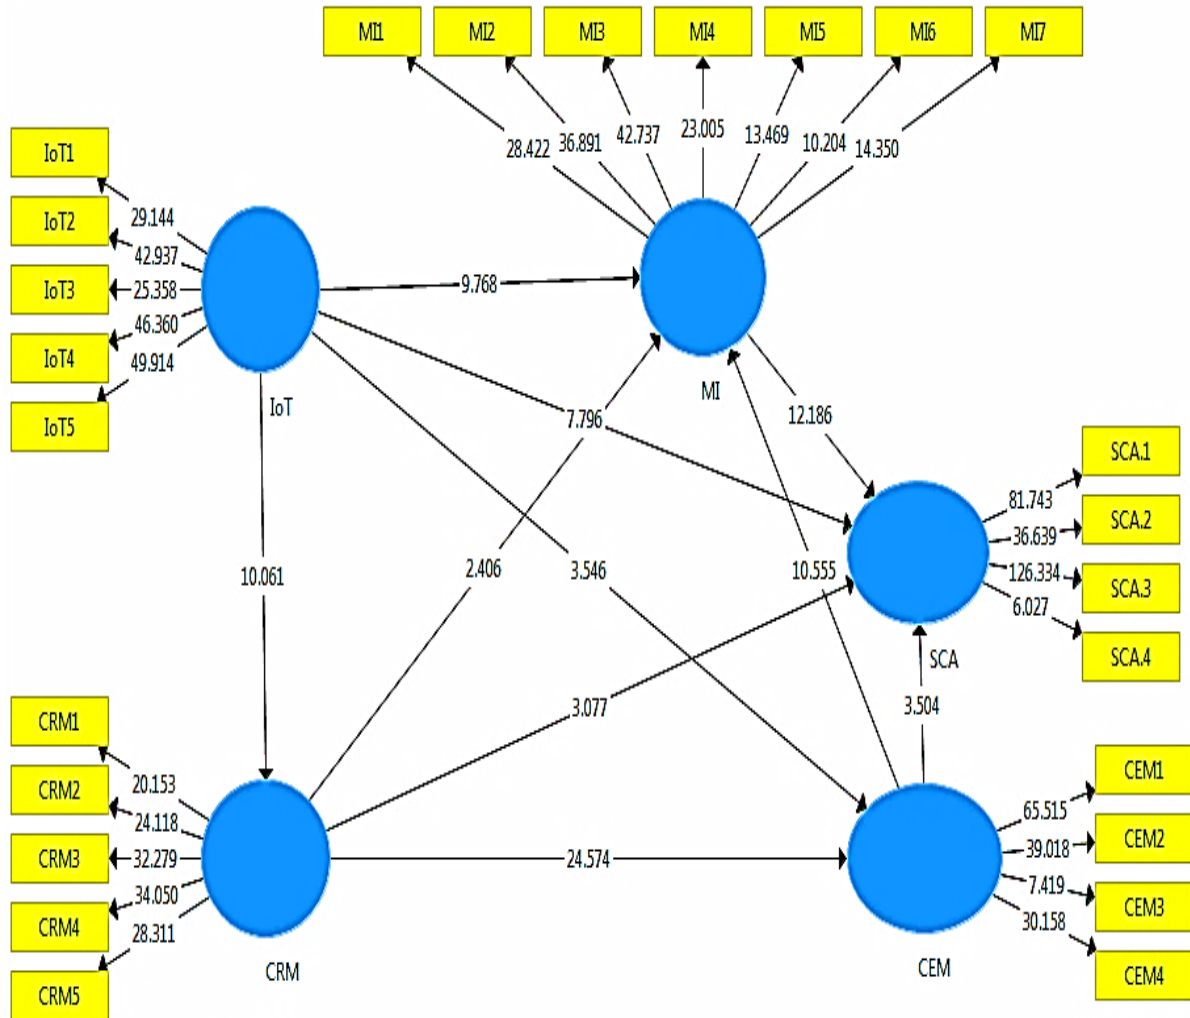 MI1 MI2 MI3 MI4 MI5 MI6 MI7
28.422 36.891 42.737 23.005 13.469 10.204 14.350
IoT1
IoT2
IoT3
IoT4
IoT5
29.144
42.937
25.358
46.360
49.914
IoT
MI
9.768
7.796
12.186
10.061
2.406
3.546
10.555
3.077
3.504
24.574
SCA.1
SCA.2
SCA.3
SCA.4
81.743
36.639
126.334
6.027
SCA
CRM1
CRM2
CRM3
CRM4
CRM5
20.153
24.118
32.279
34.050
28.311
CRM
CEM1
CEM2
CEM3
CEM4
65.515
39.018
7.419
30.158
CEM